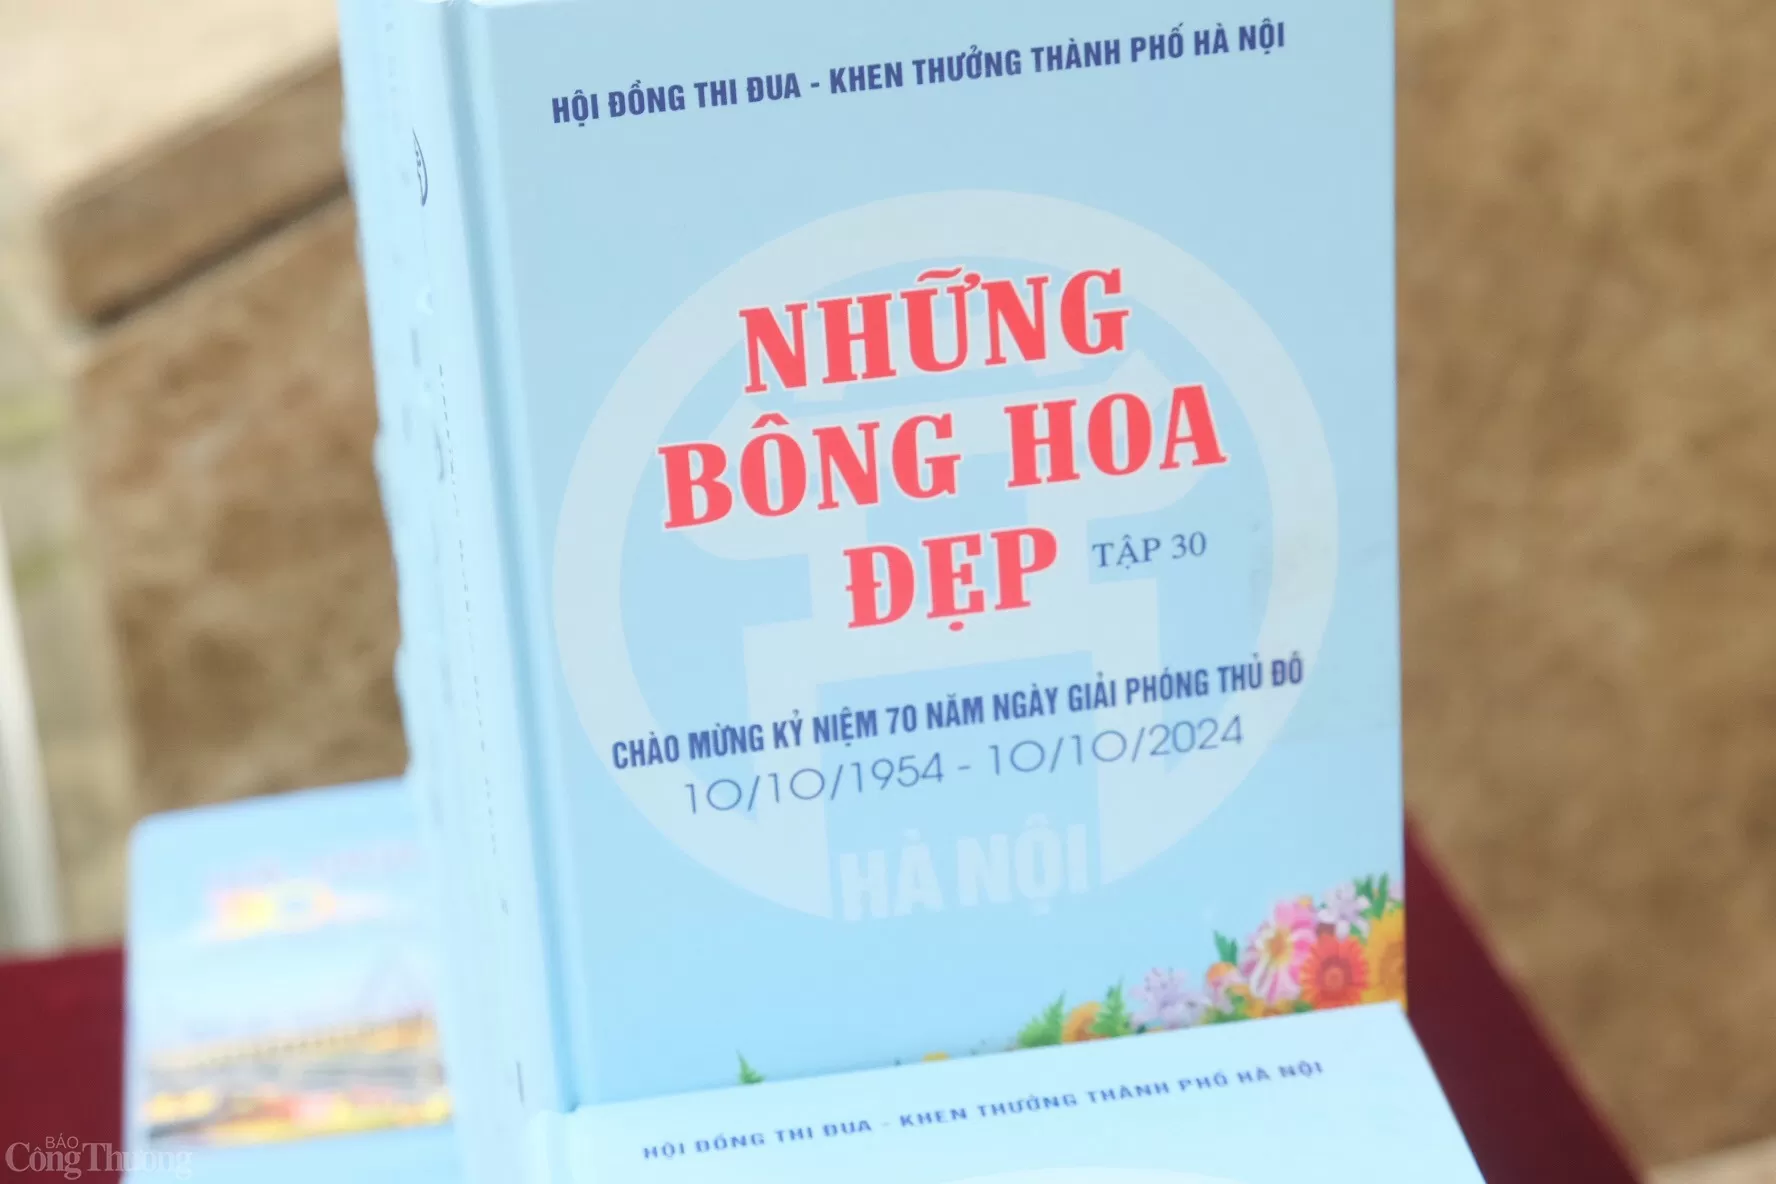 HỘI ĐỒNG THI ĐUA - KHEN THƯỞNG THÀNH PHỐ HÀ NỘI
NHỮNG
BÔNG HOA
ĐẸP
TẬP 30
CHÀO MỪNG KỶ NIỆM 70 NĂM NGÀY GIẢI PHÓNG THỦ ĐÔ
10/10/1954 - 10/10/2024
HÀ NỘI
HỘI ĐỒNG THI ĐUA - KHEN THƯỞNG THÀNH PHỐ HÀ NỘI
BÁO
Công Thương